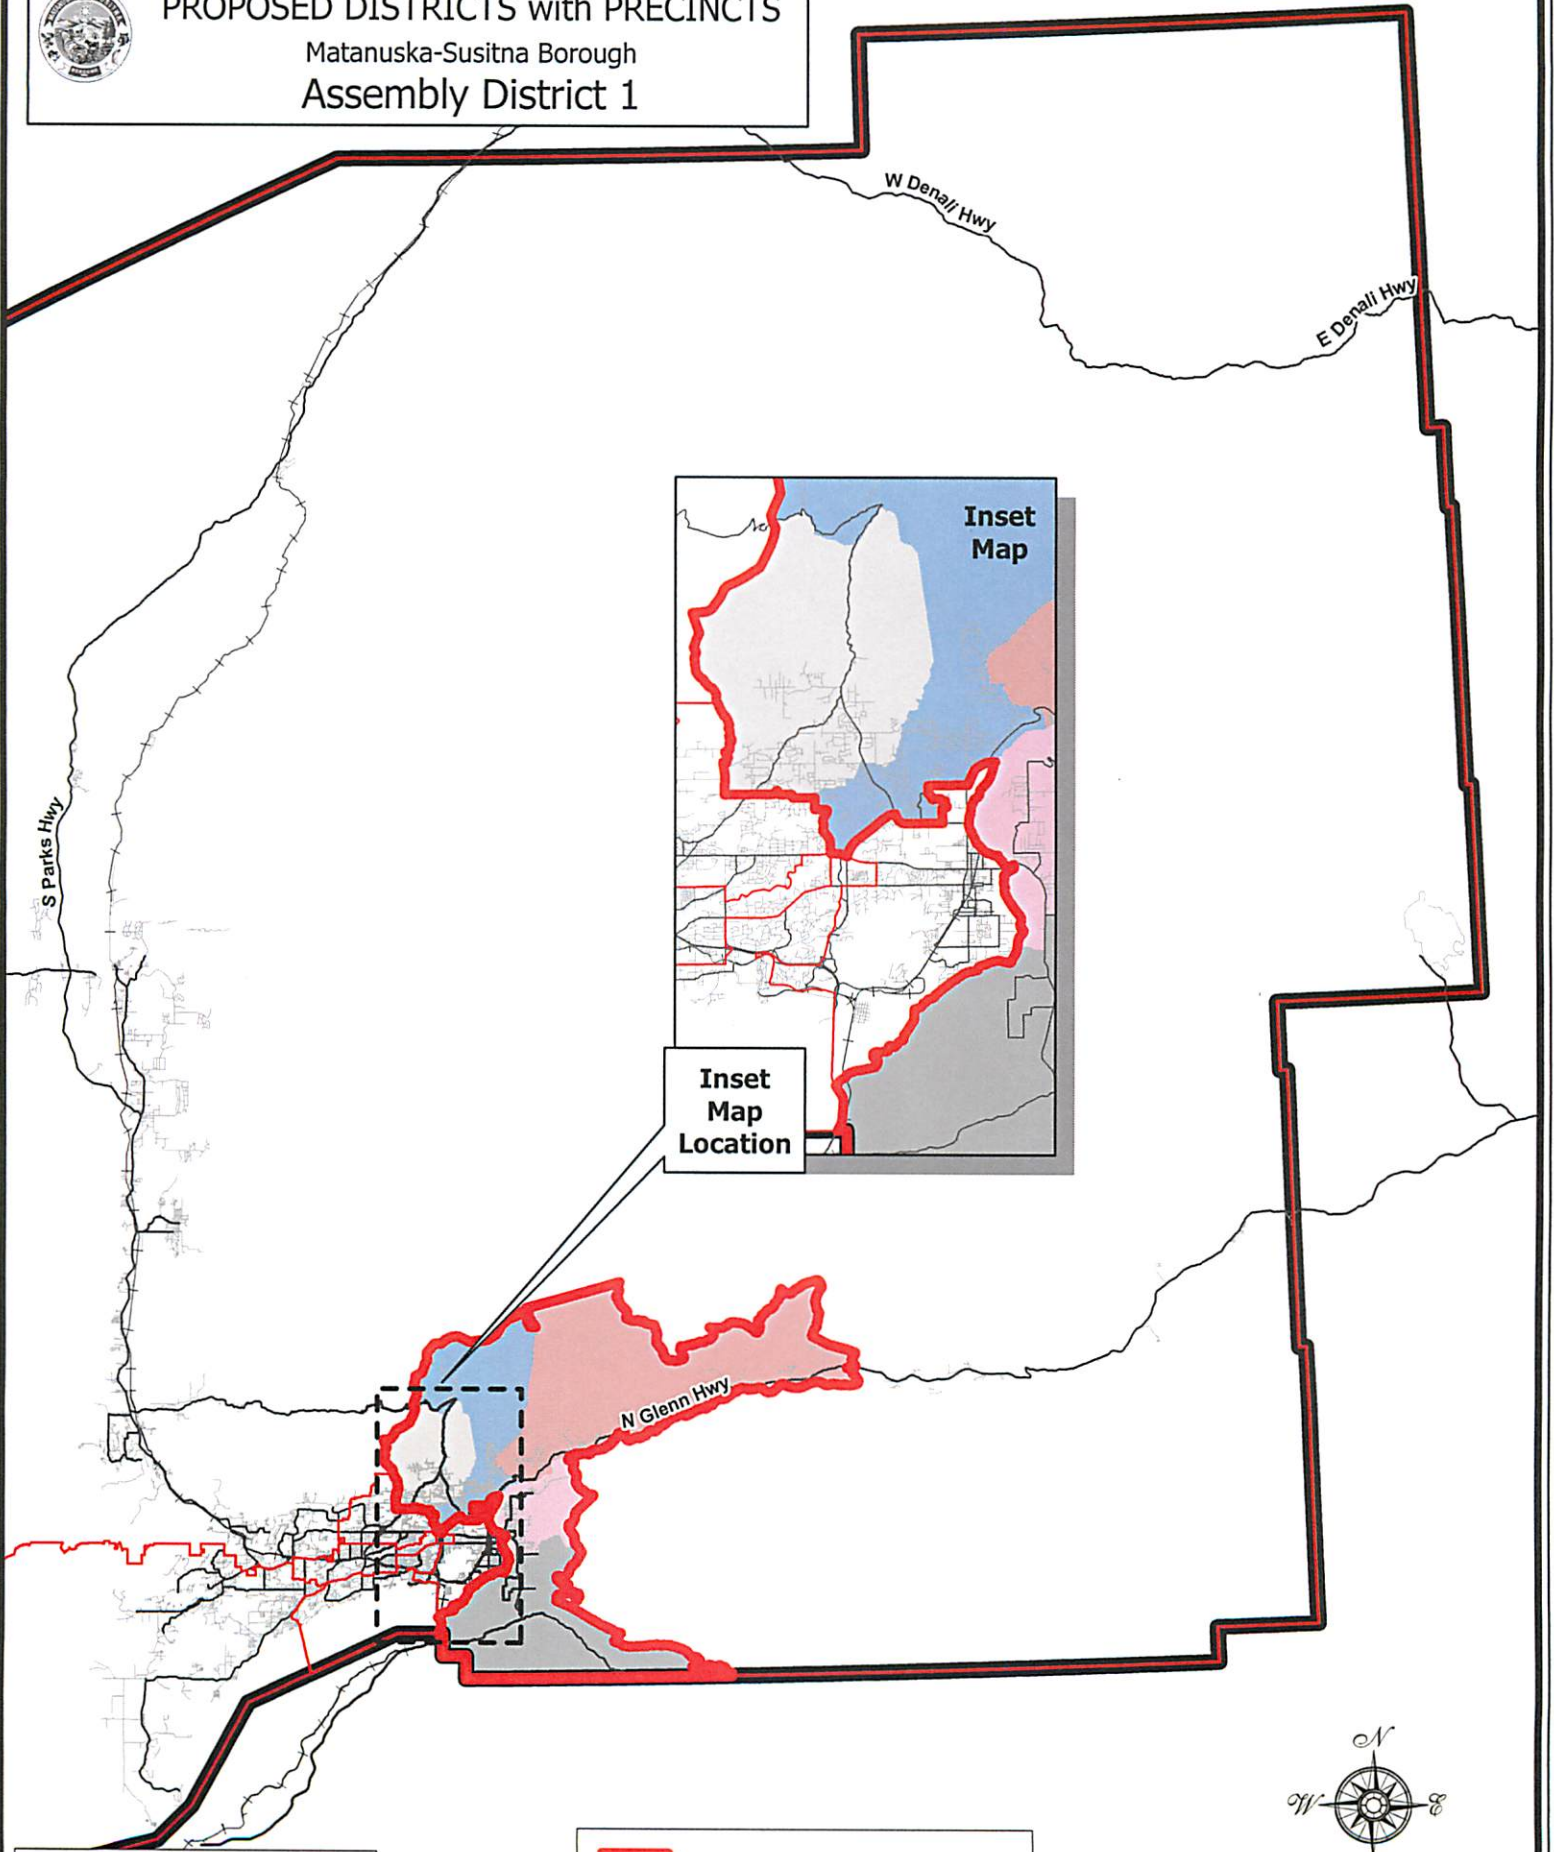 PROPOSED DISTRICTS with PRECINCTS
Matanuska-Susitna Borough
Assembly District 1
W Denali Hwy
E Denali Hwy
Inset
Map
S Parks Hwy
Inset
Map
Location
N Glenn Hwy
N
W
E